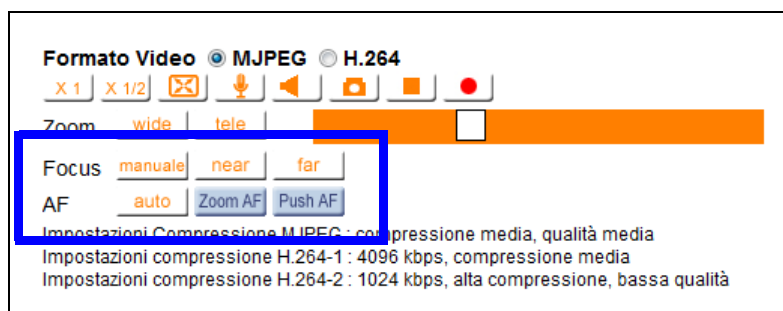 Formato Video MJPEG H.264
X 1 X 1/2
Zoom wide tele
Focus manuale near far
AF auto Zoom AF Push AF
Impostazioni Compressione MJPEG : compressione media, qualità media
Impostazioni compressione H.264-1 : 4096 kbps, compressione media
Impostazioni compressione H.264-2 : 1024 kbps, alta compressione, bassa qualità